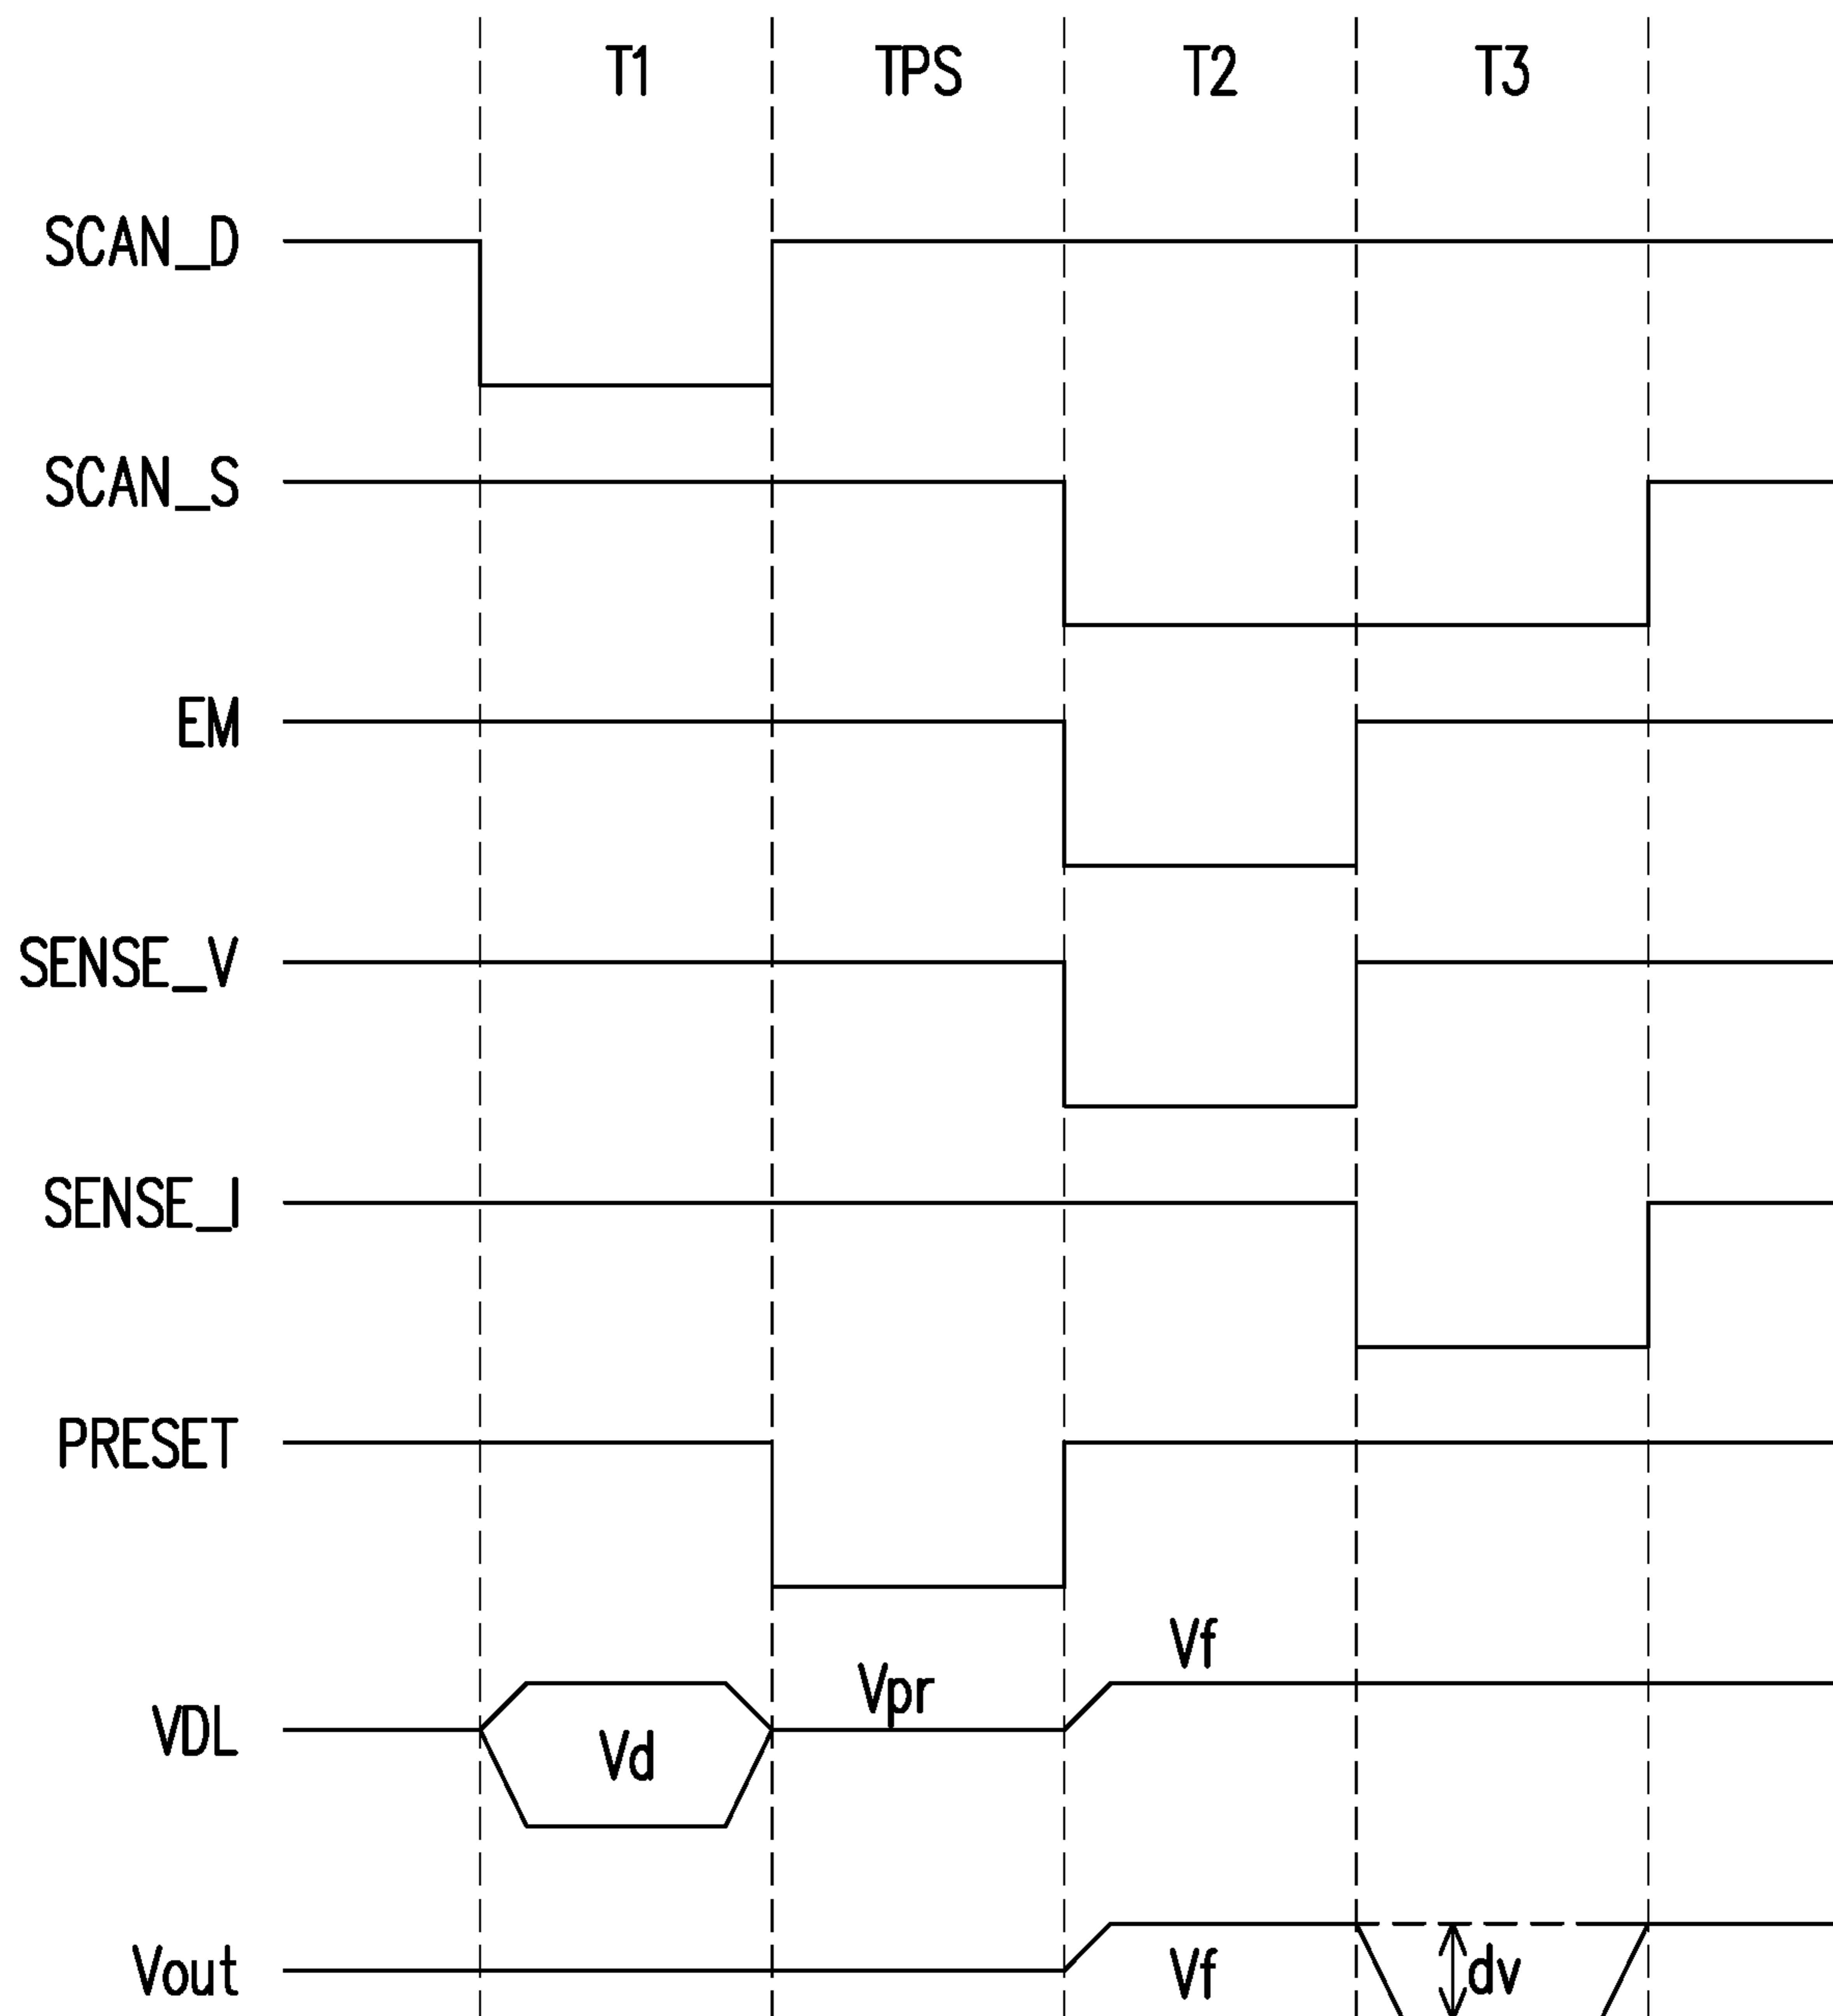 T1 TPS T2 T3
SCAN_D
SCAN_S
EM
SENSE_V
SENSE_I
PRESET
Vf
Vpr
VDL
Vd
Vout
Vf
dv